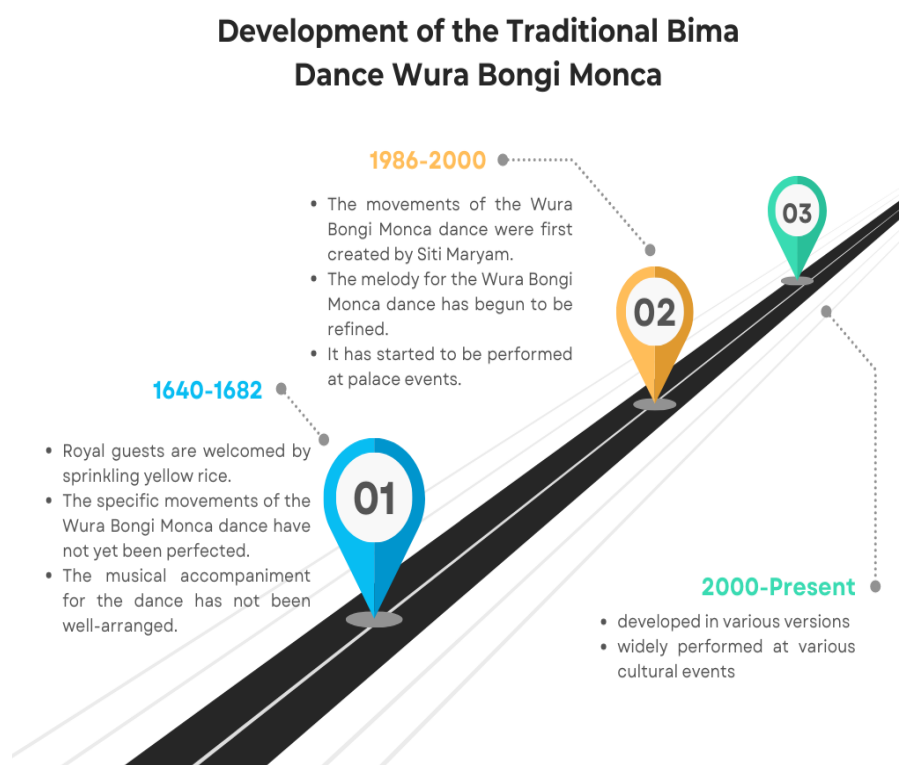 Development of the Traditional Bima
Dance Wura Bongi Monca
1640-1682
• Royal guests are welcomed by
sprinkling yellow rice.
• The specific movements of the
Wura Bongi Monca dance have
not yet been perfected.
• The musical accompaniment
for the dance has not been
well-arranged.
01
1986-2000
• The movements of the Wura
Bongi Monca dance were first
created by Siti Maryam.
• The melody for the Wura Bongi
Monca dance has begun to be
refined.
• It has started to be performed
at palace events.
02
03
2000-Present
• developed in various versions
• widely performed at various
cultural events